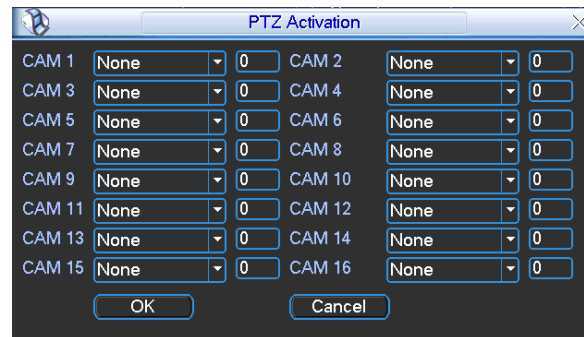 PTZ Activation
CAM 1 None 0 CAM 2 None 0
CAM 3 None 0 CAM 4 None 0
CAM 5 None 0 CAM 6 None 0
CAM 7 None 0 CAM 8 None 0
CAM 9 None 0 CAM 10 None 0
CAM 11 None 0 CAM 12 None 0
CAM 13 None 0 CAM 14 None 0
CAM 15 None 0 CAM 16 None 0
OK Cancel